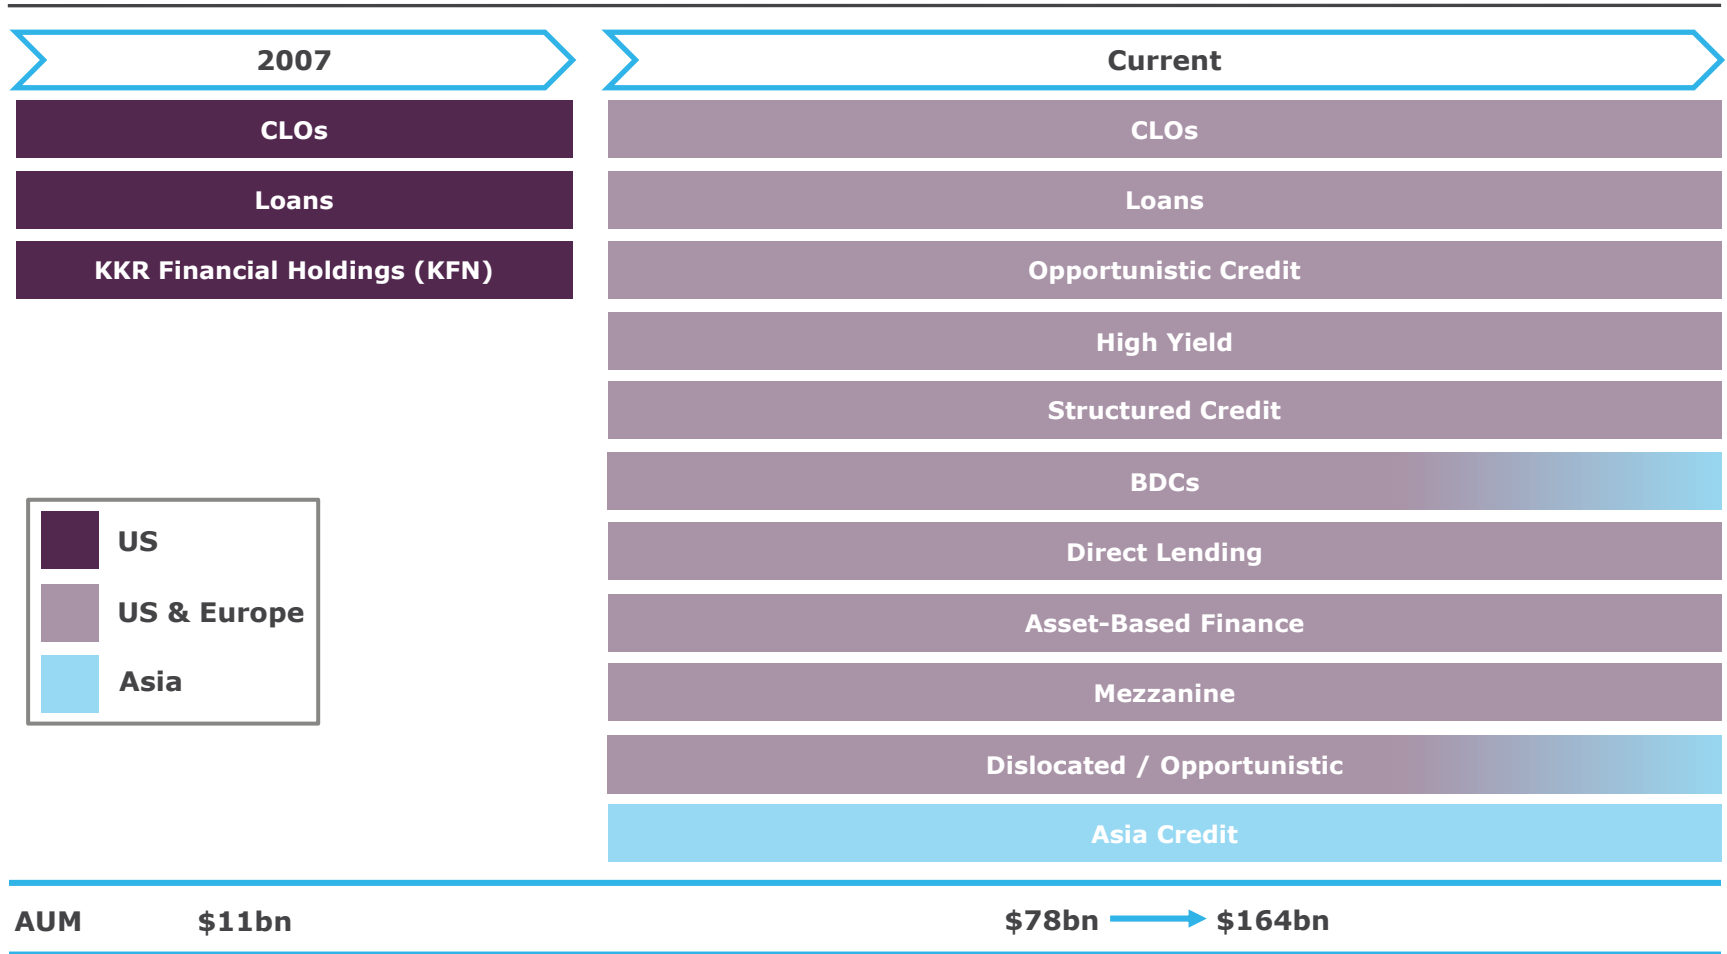 2007
CLOs
Loans
KKR Financial Holdings (KFN)
US
US & Europe
Asia
Current
CLOs
Loans
Opportunistic Credit
High Yield
Structured Credit
BDCs
Direct Lending
Asset-Based Finance
Mezzanine
Dislocated / Opportunistic
Asia Credit
AUM $11bn $78bn $164bn